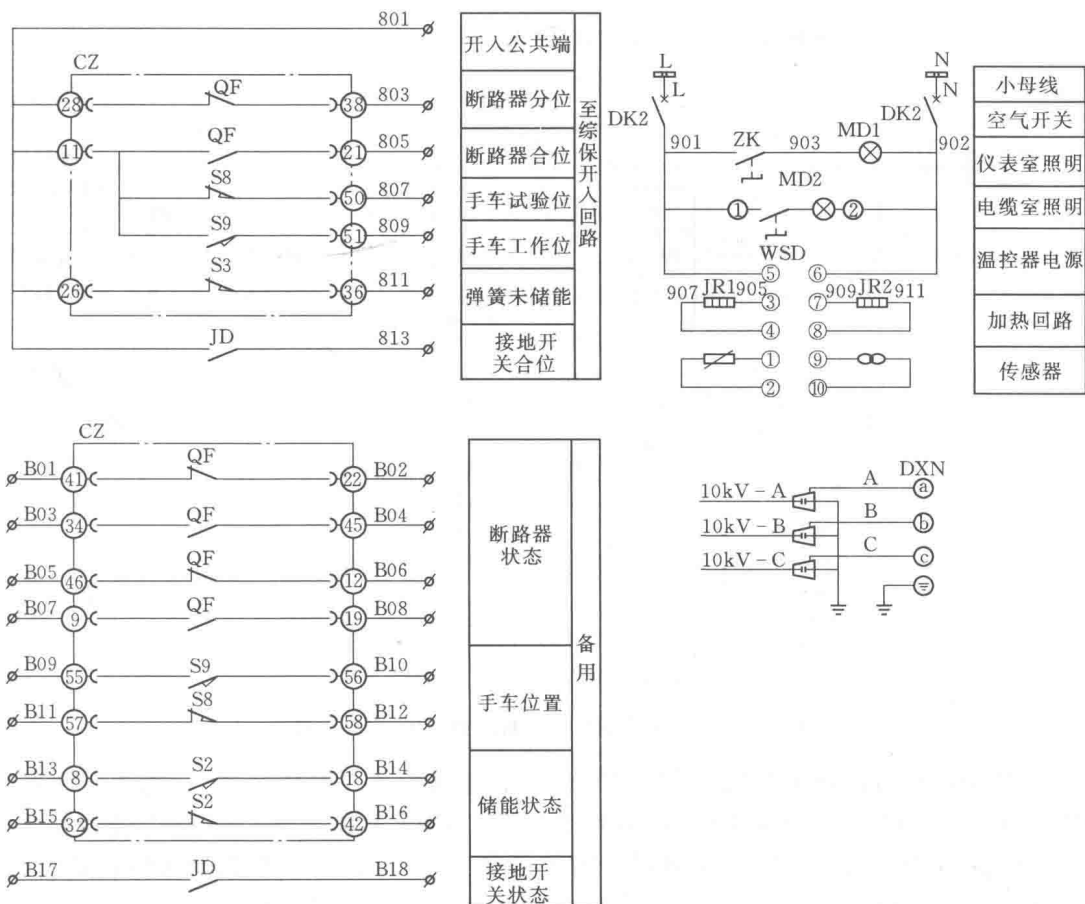 801
CZ
28
QF
38
803
11
QF
21
805
S8
50
807
S9
51
809
26
S3
36
811
JD
813
开入公共端
断路器分位
断路器合位
手车试验位
手车工作位
弹簧未储能
接地开
关合位
至综保开入回路
L
N
L
N
DK2
DK2
901
ZK
903
MD1
902
MD2
①
②
WSD
⑤
⑥
907
JR1
905
③
⑦
909
JR2
911
④
⑧
①
⑨
②
⑩
小母线
空气开关
仪表室照明
电缆室照明
温控器电源
加热回路
传感器
CZ
B01
41
QF
22
B02
B03
34
QF
45
B04
B05
46
QF
12
B06
B07
9
QF
19
B08
B09
55
S9
56
B10
B11
57
S8
58
B12
B13
8
S2
18
B14
B15
32
S2
42
B16
B17
JD
B18
断路器
状态
手车位置
储能状态
接地开
关状态
备用
10kV-A
A
DXN
a
10kV-B
B
b
10kV-C
C
c